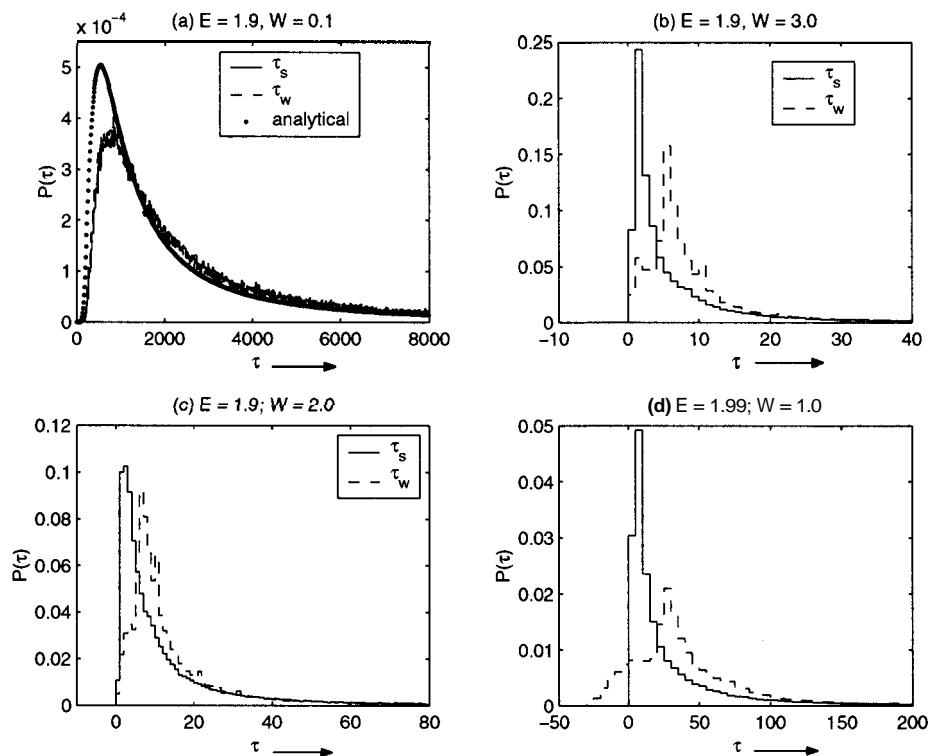 (a) E = 1.9, W = 0.1
x 10⁻⁴
P(τ)
5
4
3
2
1
0
0 2000 4000 6000 8000
τ
τs
τw
analytical
(b) E = 1.9, W = 3.0
P(τ)
0.25
0.2
0.15
0.1
0.05
0
-10 0 10 20 30 40
τ
τs
τw
(c) E = 1.9; W = 2.0
P(τ)
0.12
0.1
0.08
0.06
0.04
0.02
0
0 20 40 60 80
τ
τs
τw
(d) E = 1.99; W = 1.0
P(τ)
0.05
0.04
0.03
0.02
0.01
0
-50 0 50 100 150 200
τ
τs
τw